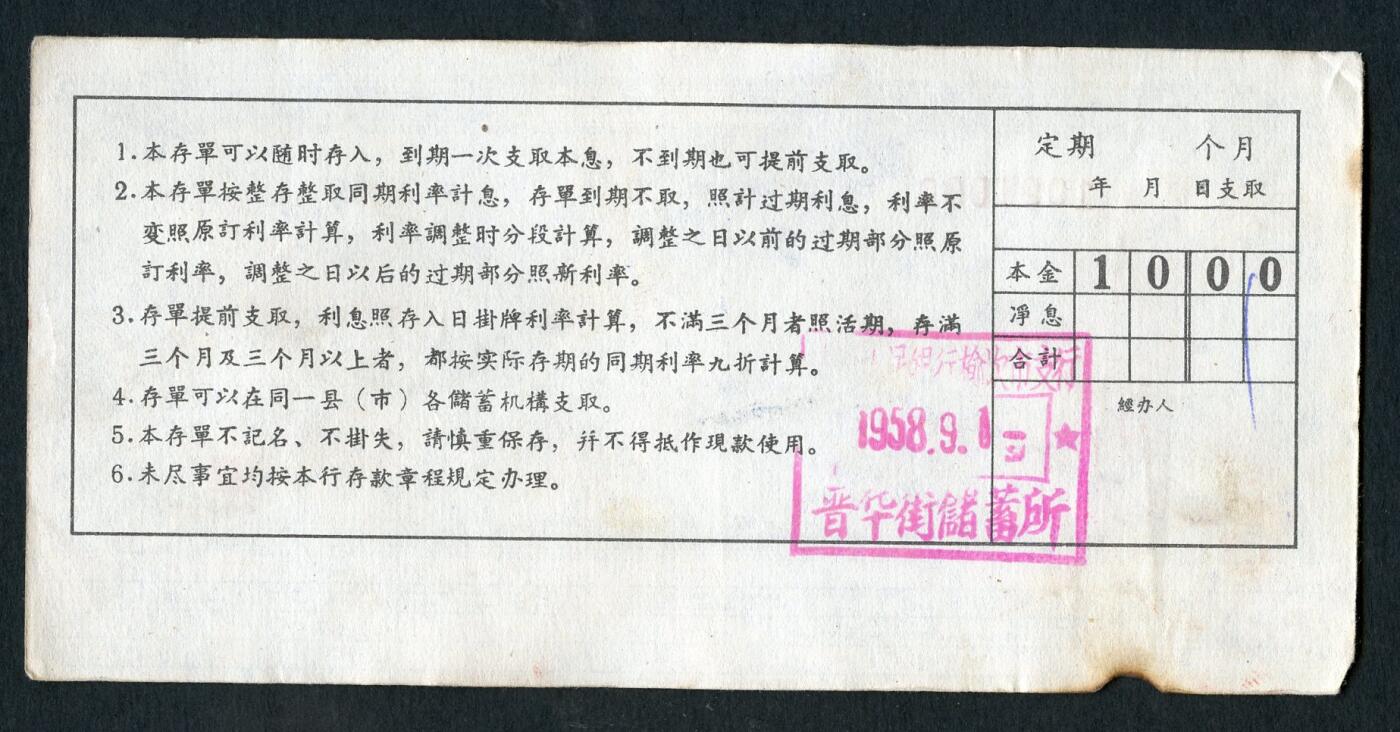 1.本存單可以随时存入，到期一次支取本息，不到期也可提前支取。
2.本存單按整存整取同期利率計息，存單到期不取，照計过期利息，利率不
变照原訂利率計算，利率調整时分段計算，調整之日以前的过期部分照原
訂利率，調整之日以后的过期部分照新利率。
3.存單提前支取，利息照存入日掛牌利率計算，不滿三个月者照活期，存滿
三个月及三个月以上者，都按实际存期的同期利率九折計算。
4.存單可以在同一县（市）各儲蓄机構支取。
5.本存單不記名、不掛失，請慎重保存，幷不得抵作現款使用。
6.未尽事宜均按本行存款章程規定办理。
定期 个月
年 月 日支取
本金 1 0 0 0
凈息
合計
經办人
1958.9.1
晋华街儲蓄所